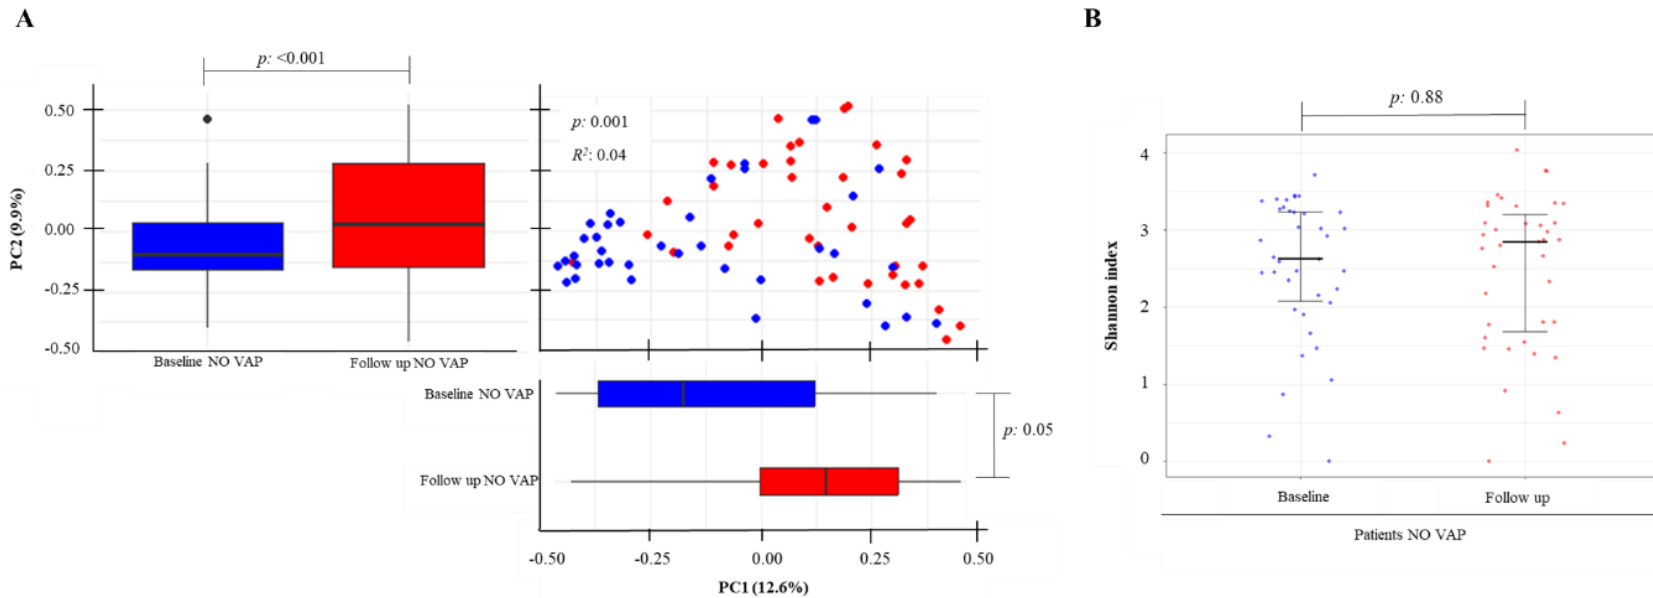 A
B
p: <0.001
PC2 (9.9%)
0.50
0.25
0.00
-0.25
-0.50
Baseline NO VAP
Follow up NO VAP
p: 0.001
R²: 0.04
Baseline NO VAP
Follow up NO VAP
p: 0.05
-0.50
-0.25
0.00
0.25
0.50
PC1 (12.6%)
p: 0.88
Shannon index
4
3
2
1
0
Baseline
Follow up
Patients NO VAP